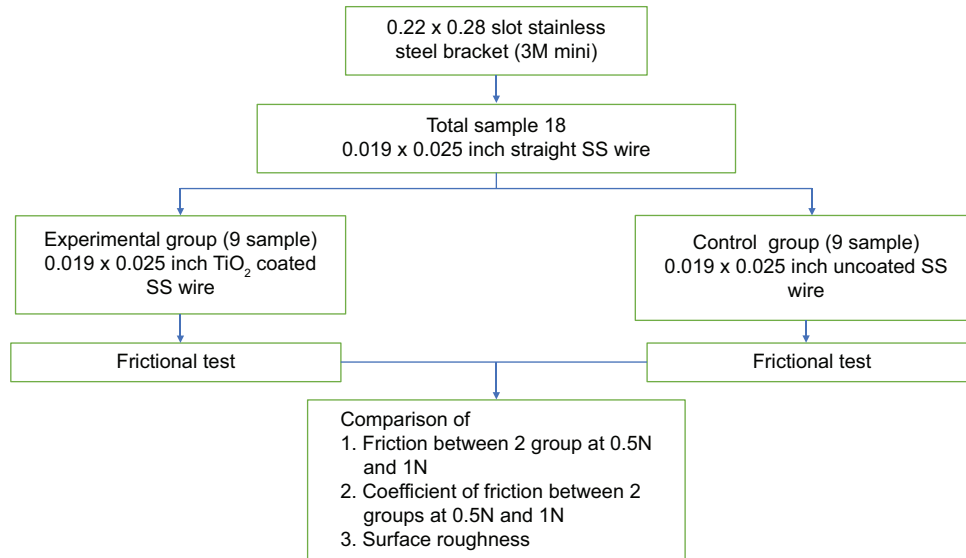 0.22 x 0.28 slot stainless
steel bracket (3M mini)
Total sample 18
0.019 x 0.025 inch straight SS wire
Experimental group (9 sample)
0.019 x 0.025 inch TiO₂ coated
SS wire
Control group (9 sample)
0.019 x 0.025 inch uncoated SS
wire
Frictional test
Frictional test
Comparison of
1. Friction between 2 group at 0.5N
and 1N
2. Coefficient of friction between 2
groups at 0.5N and 1N
3. Surface roughness